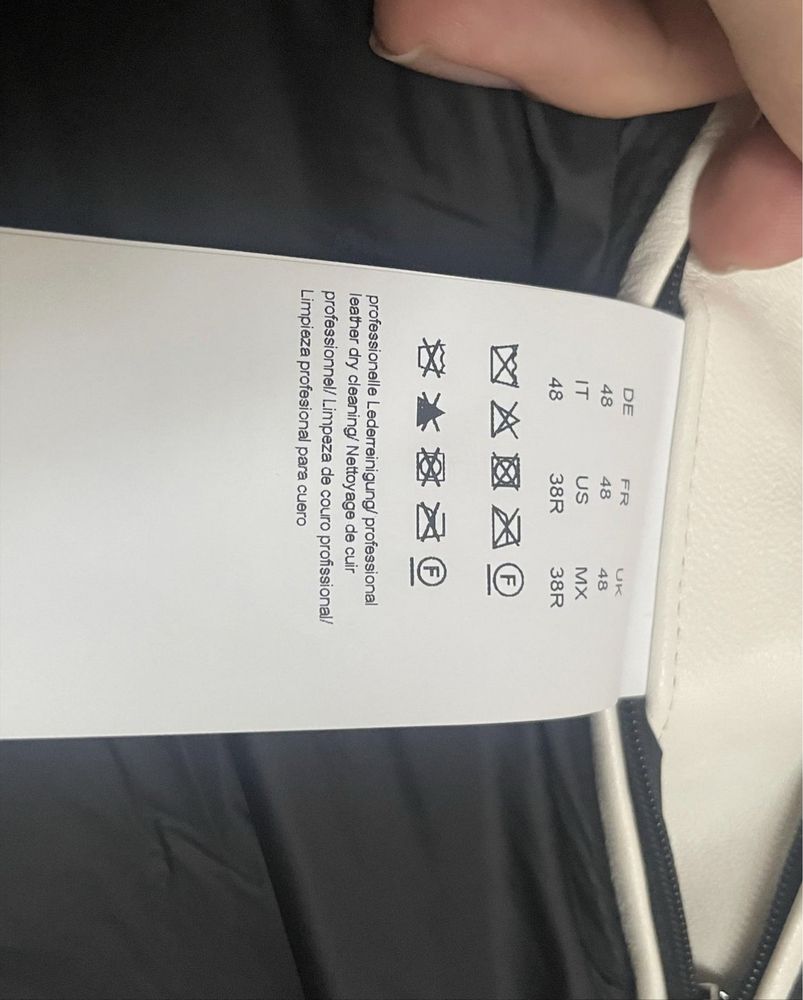 DE FR UK
48 48 48
IT US MX
48 38R 38R
F
F
professionelle Lederreinigung/ professional
leather dry cleaning/ Nettoyage de cuir
professionnel/ Limpeza de couro profissional/
Limpieza profesional para cuero